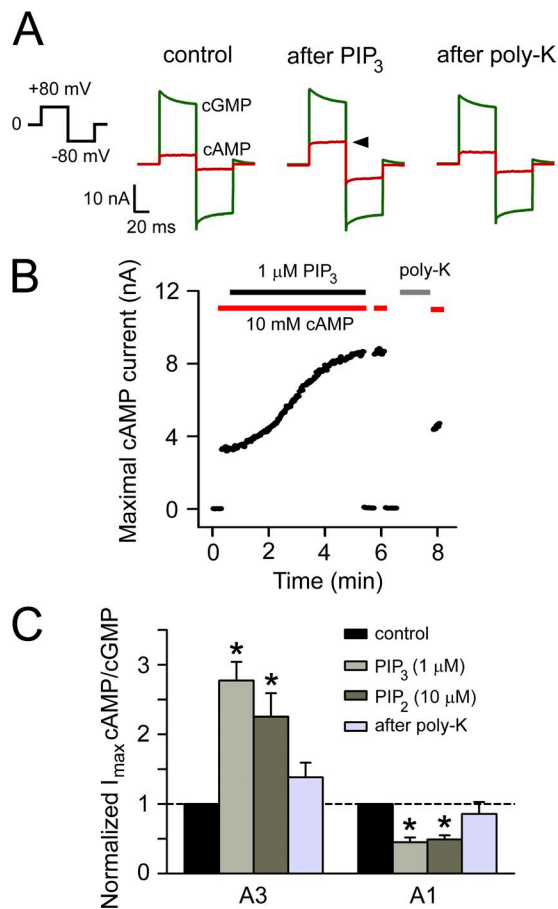 A
control
after PIP3
after poly-K
+80 mV
0
-80 mV
cGMP
cAMP
10 nA
20 ms
B
Maximal cAMP current (nA)
12
8
4
0
1 μM PIP3
poly-K
10 mM cAMP
0
2
4
6
8
Time (min)
C
Normalized Imax cAMP/cGMP
3
2
1
0
control
PIP3 (1 μM)
PIP2 (10 μM)
after poly-K
*
*
*
*
A3
A1